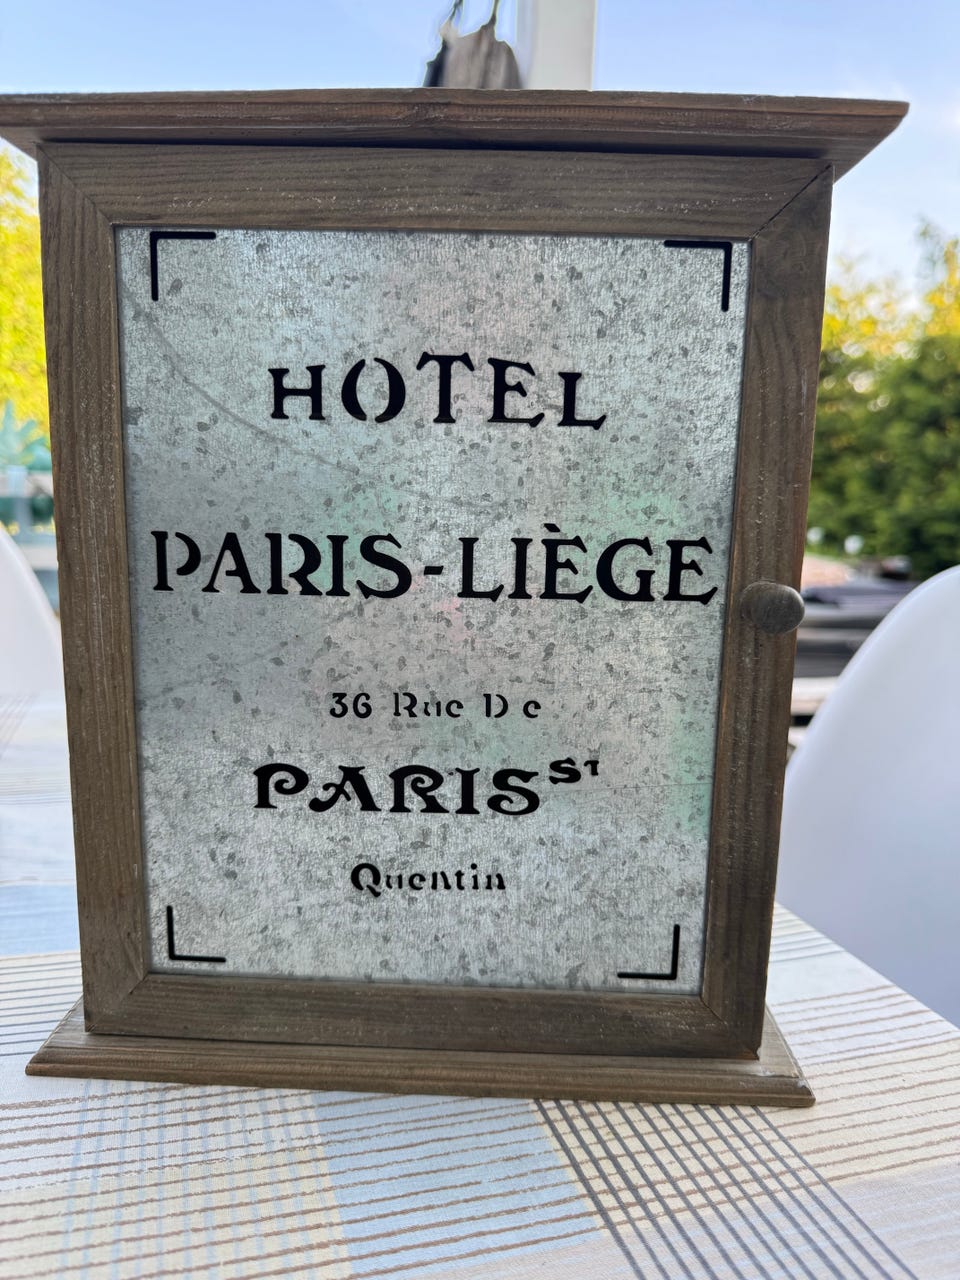 HOTEL
PARIS-LIÈGE
36 Rue De
PARIS ST
Quentin